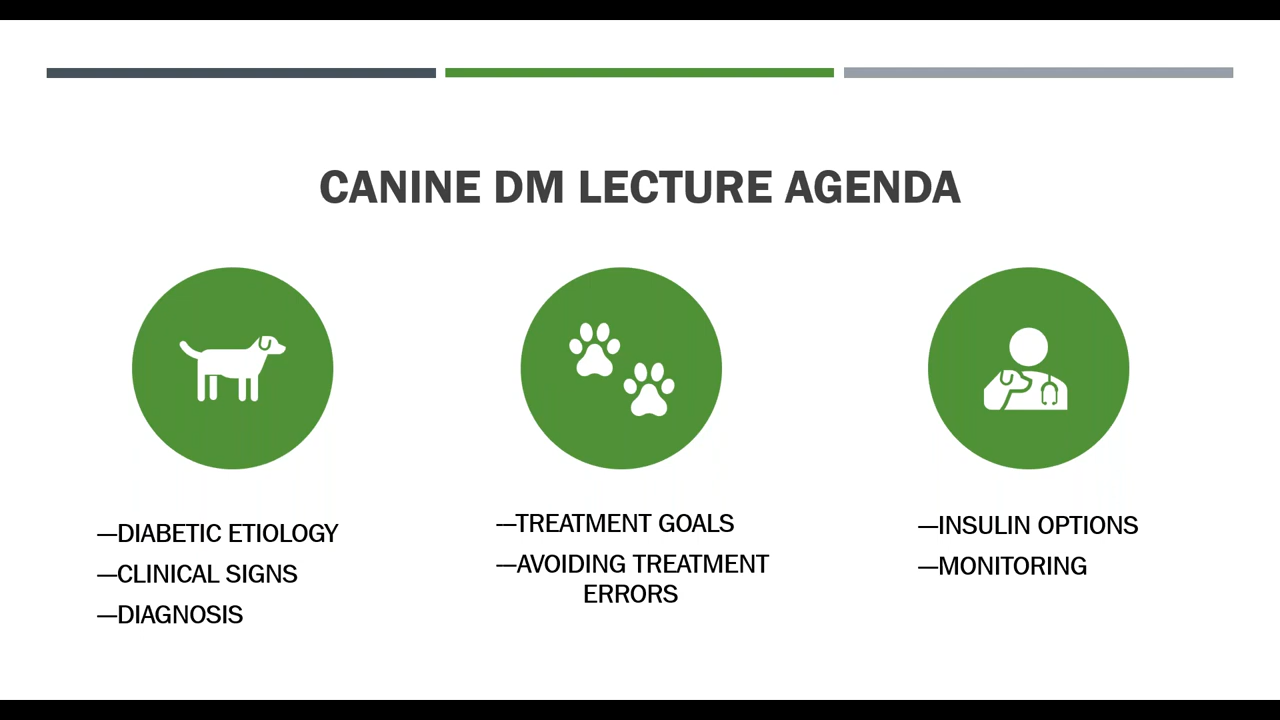 CANINE DM LECTURE AGENDA
—DIABETIC ETIOLOGY
—CLINICAL SIGNS
—DIAGNOSIS
—TREATMENT GOALS
—AVOIDING TREATMENT
ERRORS
—INSULIN OPTIONS
—MONITORING